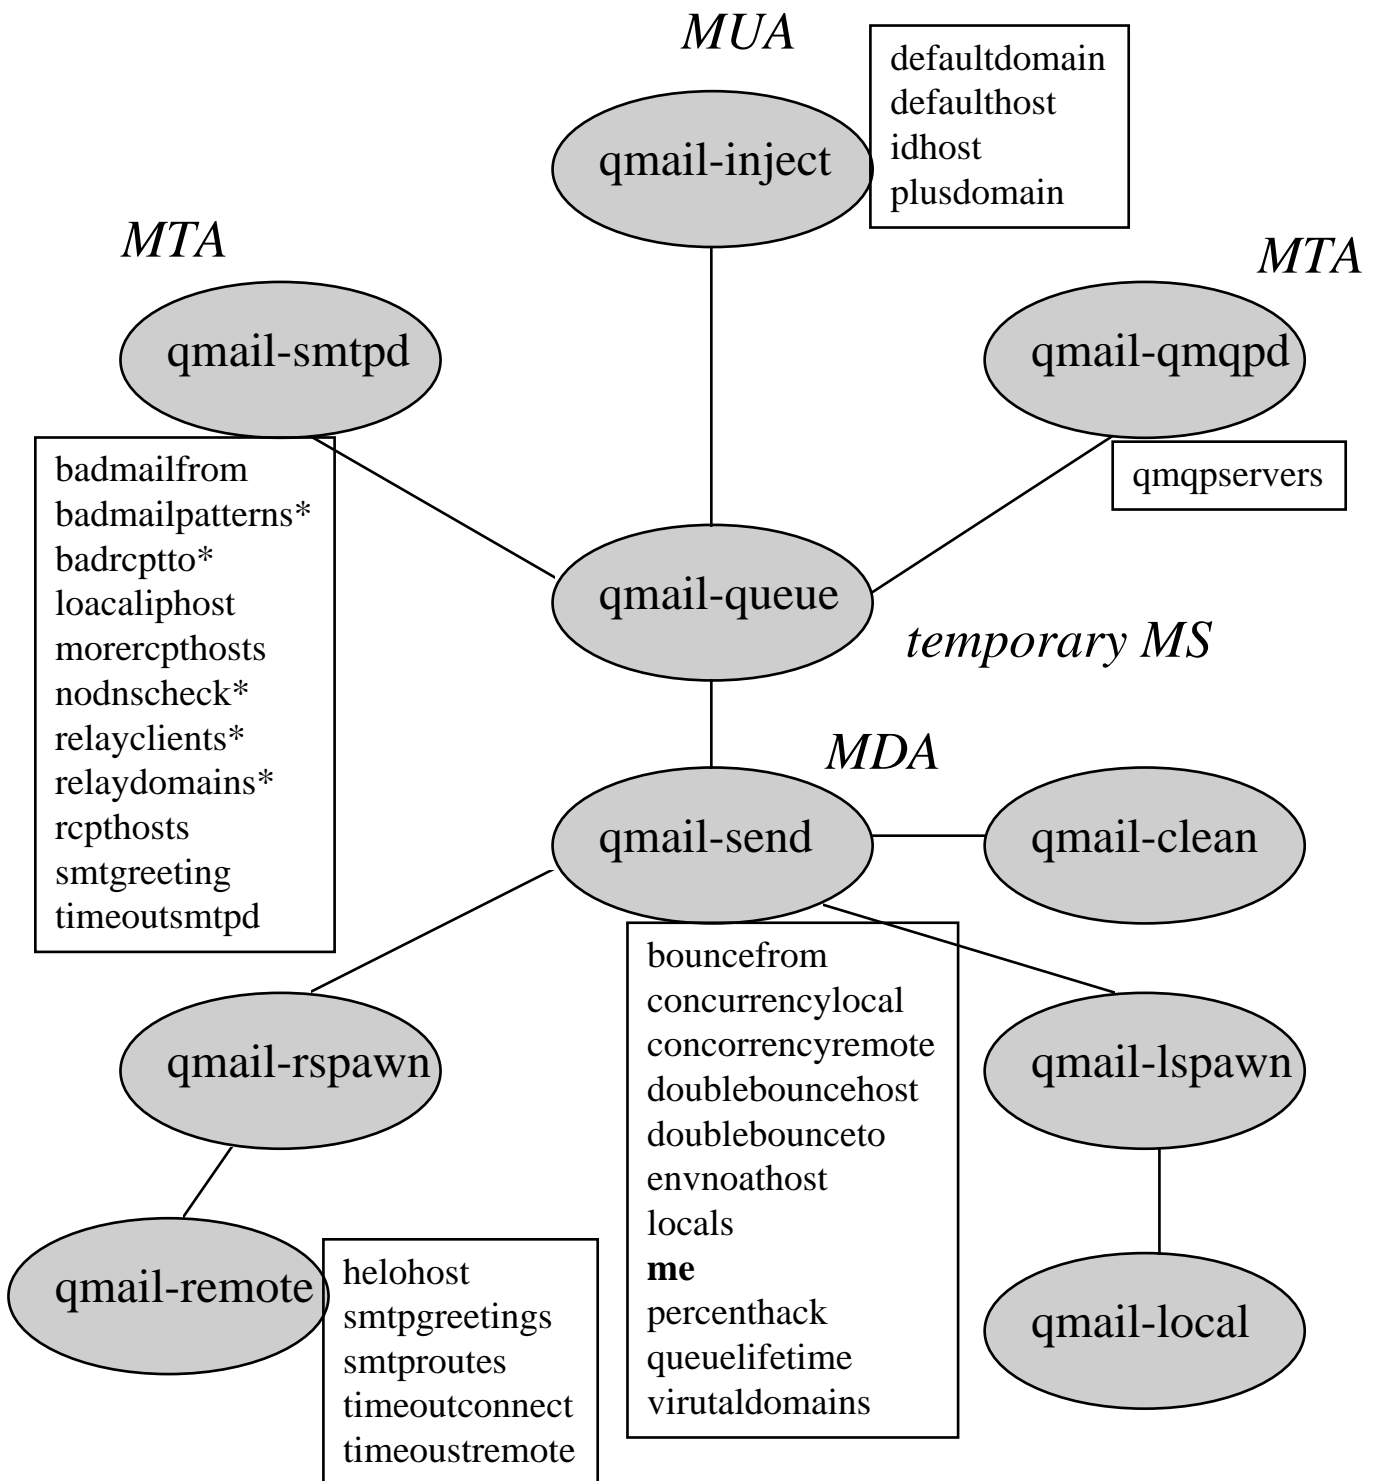 MUA
defaultdomain
defaulthost
idhost
plusdomain
qmail-inject
MTA
MTA
qmail-smtpd
qmail-qmqpd
badmailfrom
badmailpatterns*
badrcptto*
loacaliphost
morercpthosts
nodnscheck*
relayclients*
relaydomains*
rcpthosts
smtgreeting
timeoutsmtpd
qmqpservers
qmail-queue
temporary MS
MDA
qmail-send
qmail-clean
bouncefrom
concurrencylocal
concorrencyremote
doublebouncehost
doublebounceto
envnoathost
locals
me
percenthack
queuelifetime
virutaldomains
qmail-rspawn
qmail-lspawn
qmail-remote
helohost
smtpgreetings
smtproutes
timeoutconnect
timeoustremote
qmail-local